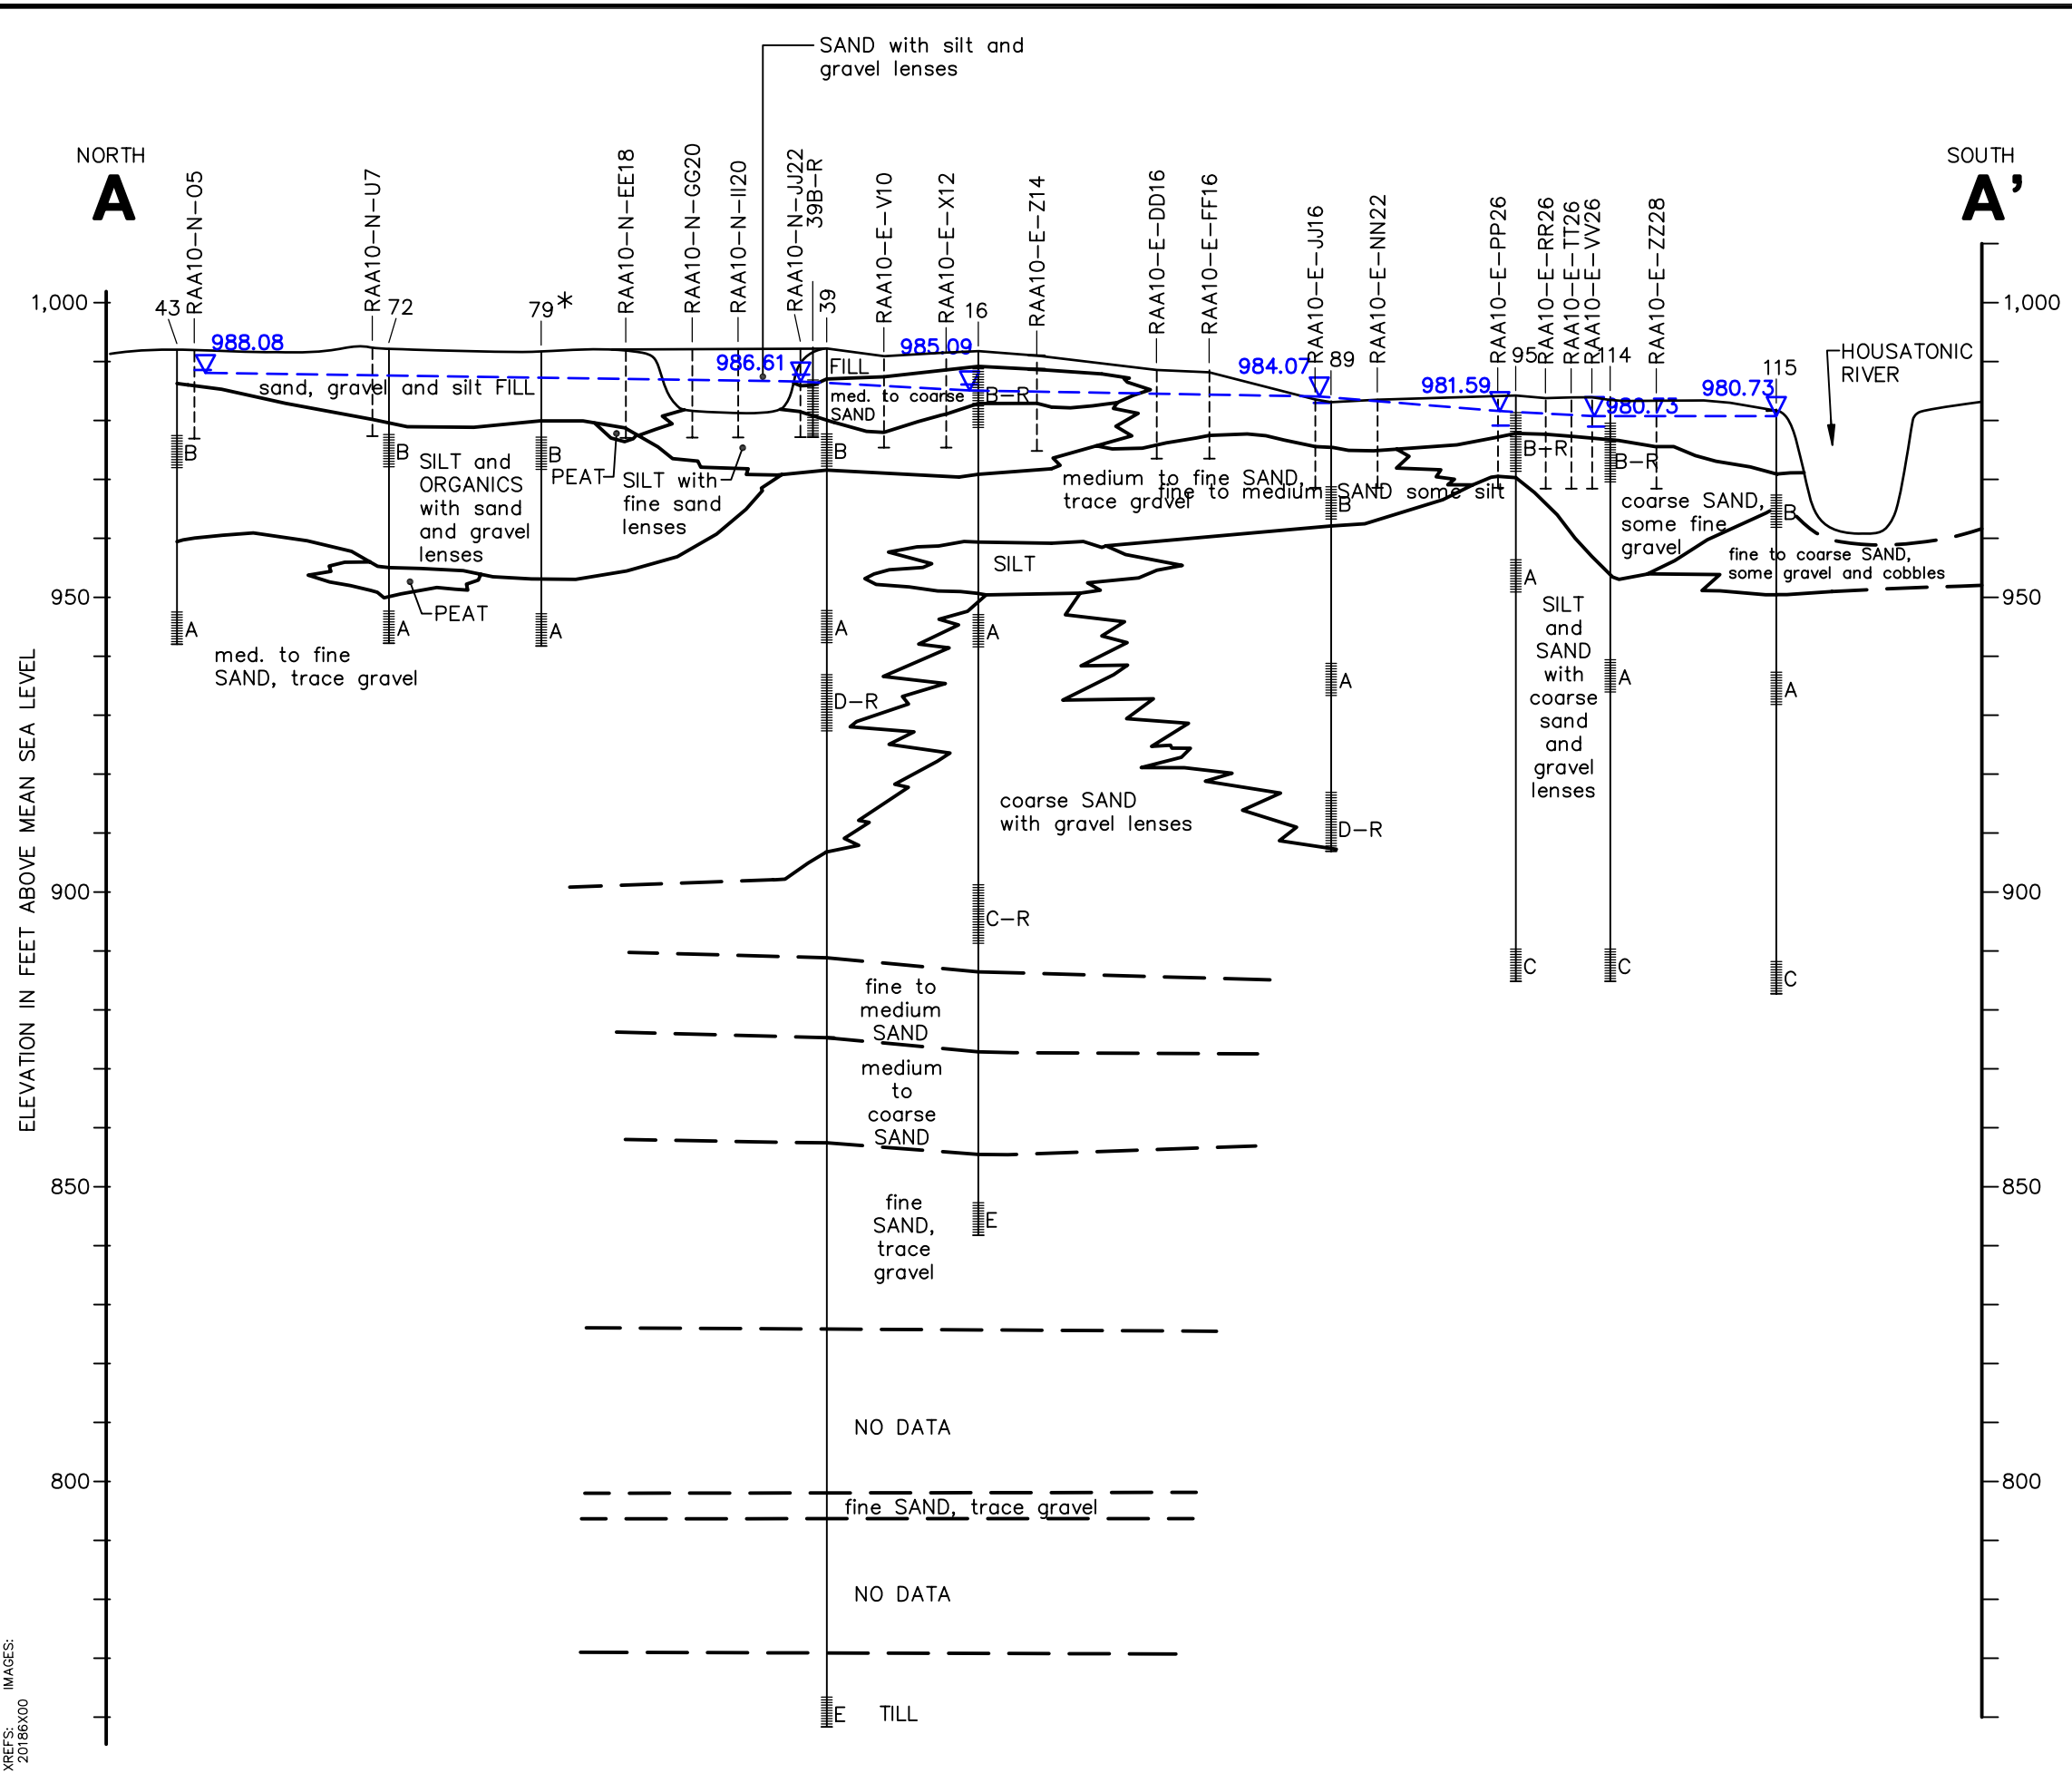 SAND with silt and
gravel lenses
NORTH
A
SOUTH
A'
RAA10-N-O5
RAA10-N-U7
RAA10-N-EE18
RAA10-N-GG20
RAA10-N-II20
RAA10-N-JJ22
39B-R
RAA10-E-V10
RAA10-E-X12
RAA10-E-Z14
RAA10-E-DD16
RAA10-E-FF16
RAA10-E-JJ16
RAA10-E-NN22
RAA10-E-PP26
RAA10-E-RR26
RAA10-E-TT26
RAA10-E-VV26
RAA10-E-ZZ28
1,000
43
72
79*
39
16
89
95
114
115
1,000
988.08
986.61
985.09
984.07
981.59
980.73
980.73
HOUSATONIC
RIVER
sand, gravel and silt FILL
FILL
med. to coarse
SAND
B-R
B
B
B
B
B
B-R
B-R
B
SILT and
ORGANICS
with sand
and gravel
lenses
PEAT
SILT with
fine sand
lenses
medium to fine SAND,
trace gravel
fine to medium SAND some silt
coarse SAND,
some fine
gravel
fine to coarse SAND,
some gravel and cobbles
SILT
PEAT
950
950
A
A
A
A
A
A
A
A
A
med. to fine
SAND, trace gravel
SILT
and
SAND
with
coarse
sand
and
gravel
lenses
D-R
D-R
coarse SAND
with gravel lenses
ELEVATION IN FEET ABOVE MEAN SEA LEVEL
900
900
C-R
C
C
C
fine to
medium
SAND
medium
to
coarse
SAND
850
850
fine
SAND,
trace
gravel
E
NO DATA
800
800
fine SAND, trace gravel
NO DATA
E
TILL
XREFS:
IMAGES:
20186X00